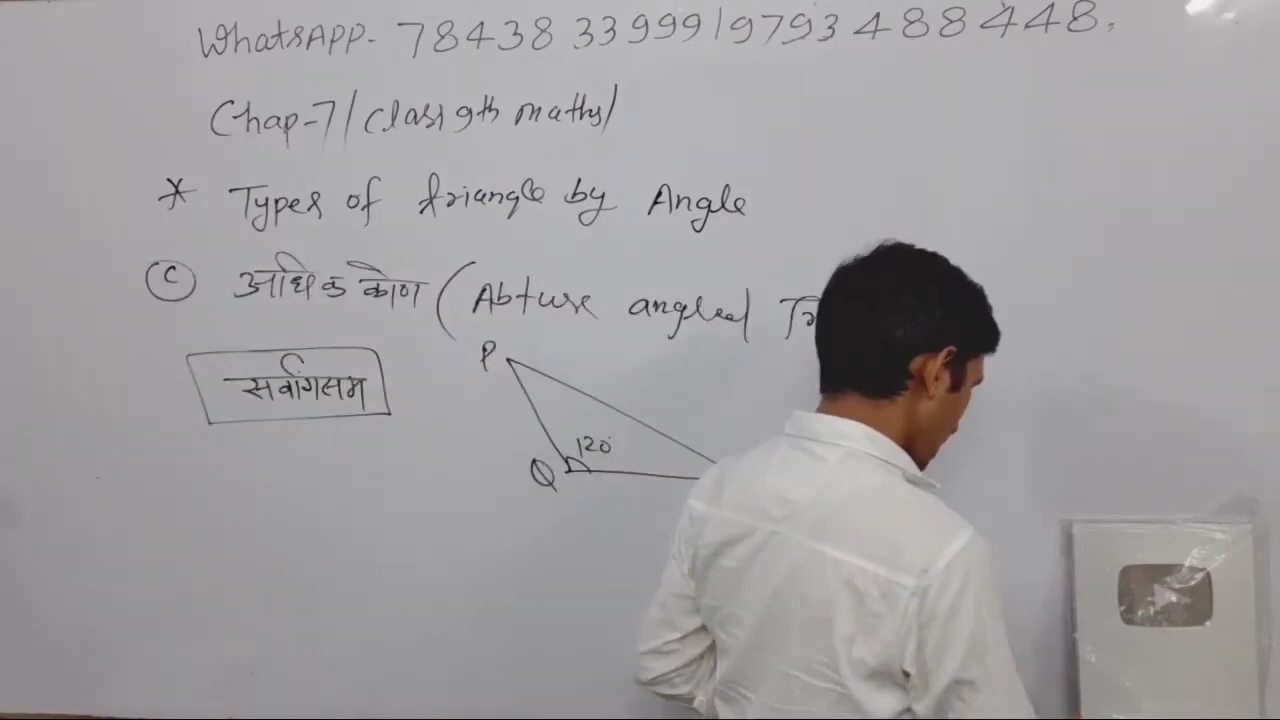 WhatsAPP- 78438 33999/9793488448,
Chap-7/Class 9th maths/
* Types of triangle by Angle
C अधिक कोण (Abtuse angled Tri
सर्वांगसम
P
120°
Q